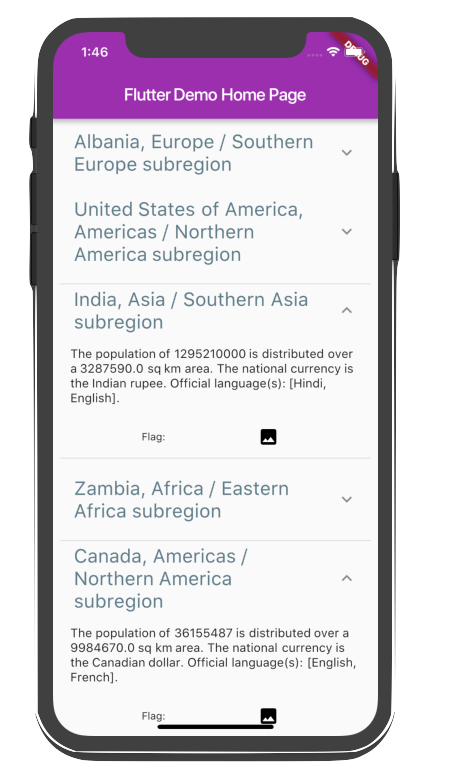 1:46
DEBUG
Flutter Demo Home Page
Albania, Europe / Southern
Europe subregion
United States of America,
Americas / Northern
America subregion
India, Asia / Southern Asia
subregion
The population of 1295210000 is distributed over
a 3287590.0 sq km area. The national currency is
the Indian rupee. Official language(s): [Hindi,
English].
Flag:
Zambia, Africa / Eastern
Africa subregion
Canada, Americas /
Northern America
subregion
The population of 36155487 is distributed over a
9984670.0 sq km area. The national currency is
the Canadian dollar. Official language(s): [English,
French].
Flag: